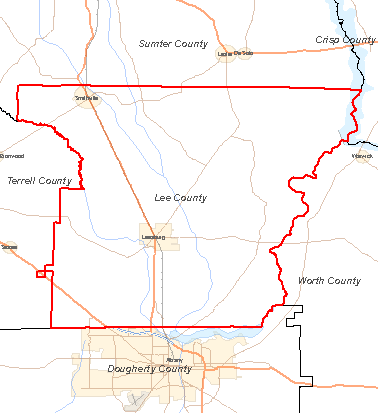 Sumter County
Crisp County
Leslie De Soto
Smithville
Bronwood
Warwick
Terrell County
Lee County
Leesburg
Sasser
Worth County
Albany
Dougherty County